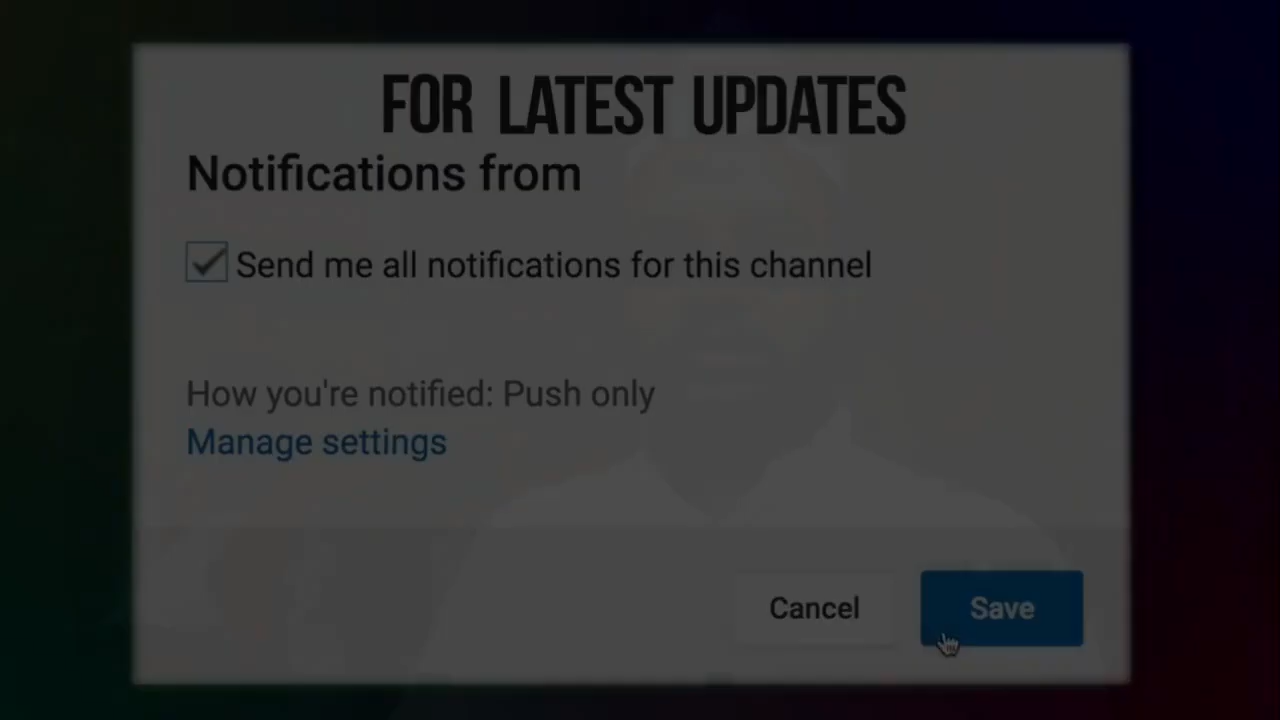 FOR LATEST UPDATES
Notifications from
Send me all notifications for this channel
How you're notified: Push only
Manage settings
Cancel
Save